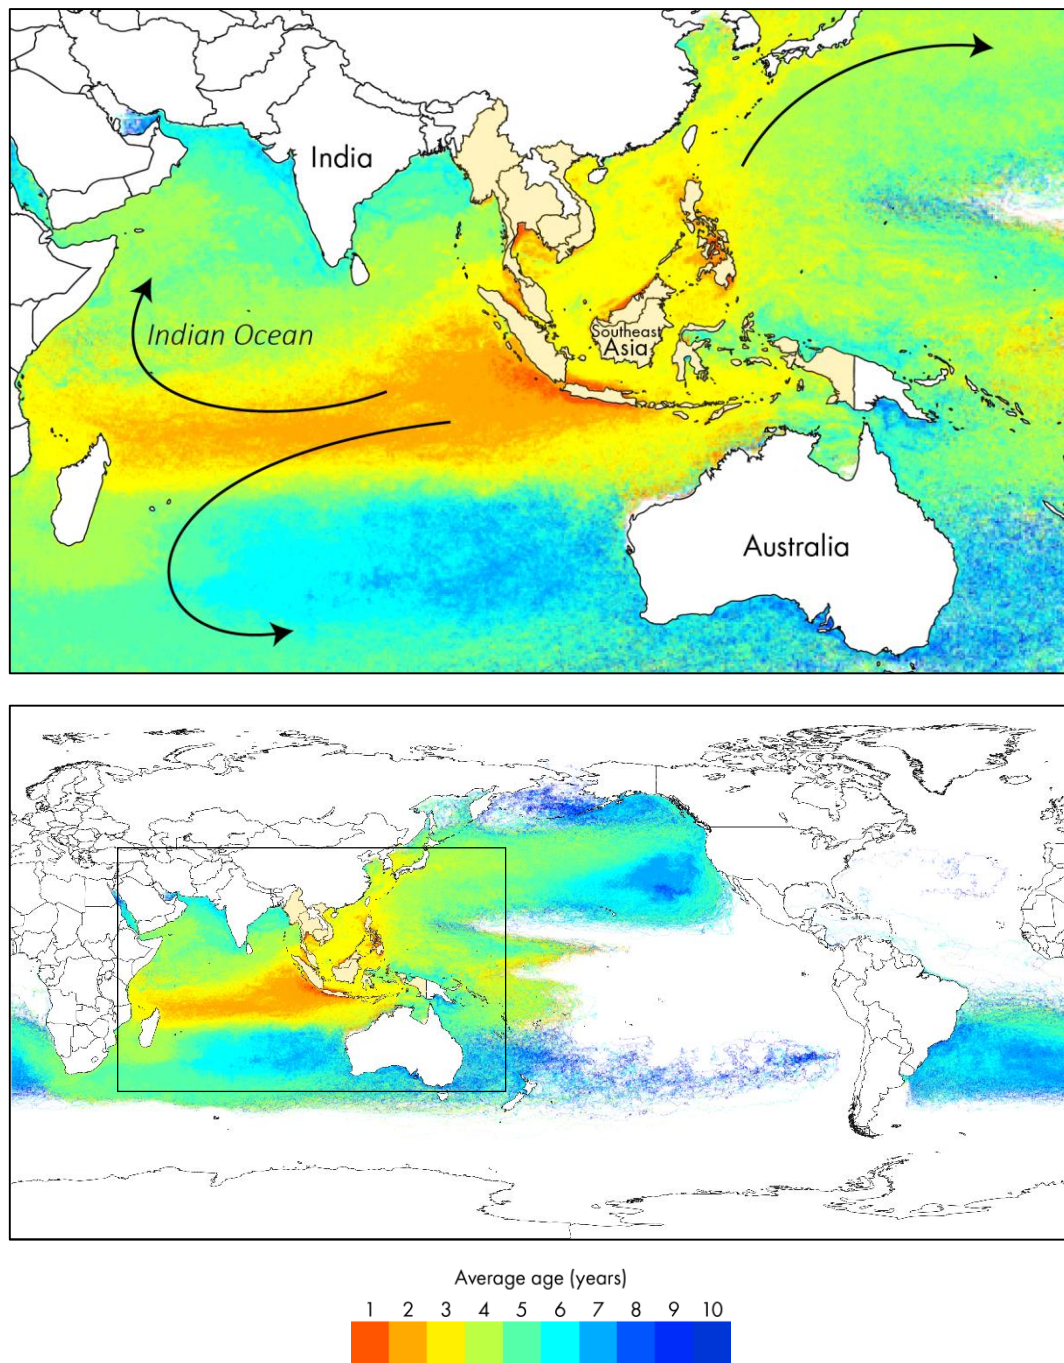 India
Indian Ocean
Southeast
Asia
Australia
Average age (years)
1 2 3 4 5 6 7 8 9 10